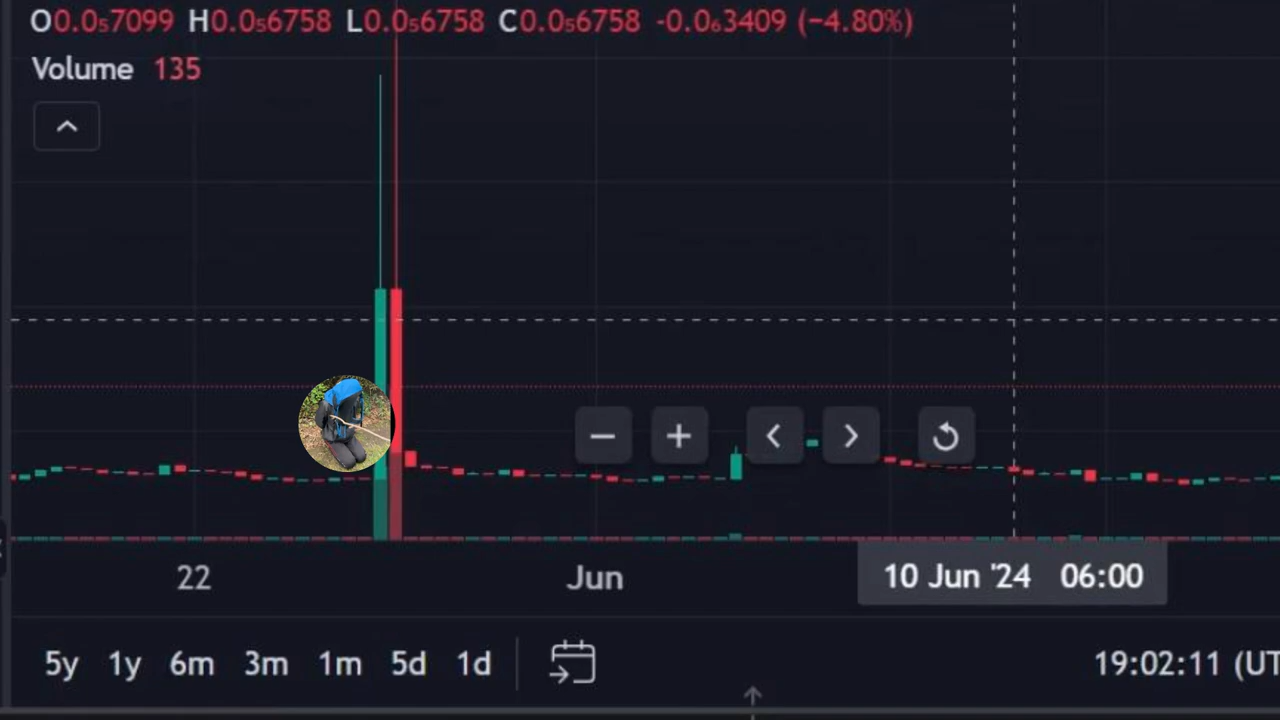 O0.0₅7099 H0.0₅6758 L0.0₅6758 C0.0₅6758 -0.0₆3409 (−4.80%)
Volume 135
22 Jun 10 Jun '24 06:00
5y 1y 6m 3m 1m 5d 1d 19:02:11 (UT